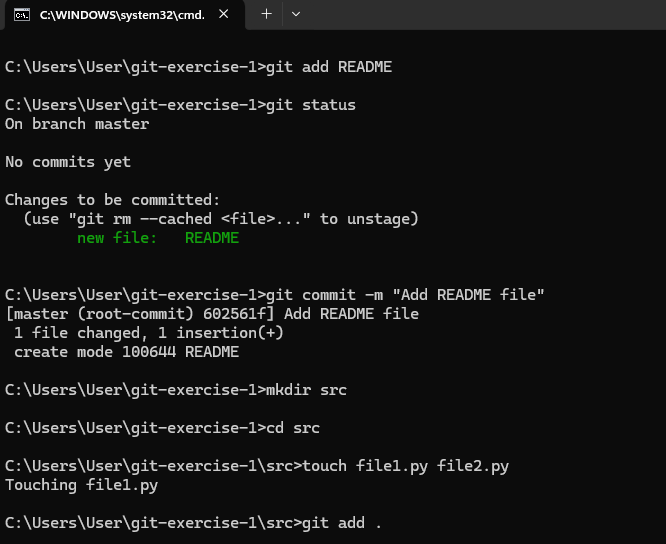 C:\WINDOWS\system32\cmd.
C:\Users\User\git-exercise-1>git add README
C:\Users\User\git-exercise-1>git status
On branch master
No commits yet
Changes to be committed:
  (use "git rm --cached <file>..." to unstage)
        new file:   README
C:\Users\User\git-exercise-1>git commit -m "Add README file"
[master (root-commit) 602561f] Add README file
 1 file changed, 1 insertion(+)
 create mode 100644 README
C:\Users\User\git-exercise-1>mkdir src
C:\Users\User\git-exercise-1>cd src
C:\Users\User\git-exercise-1\src>touch file1.py file2.py
Touching file1.py
C:\Users\User\git-exercise-1\src>git add .